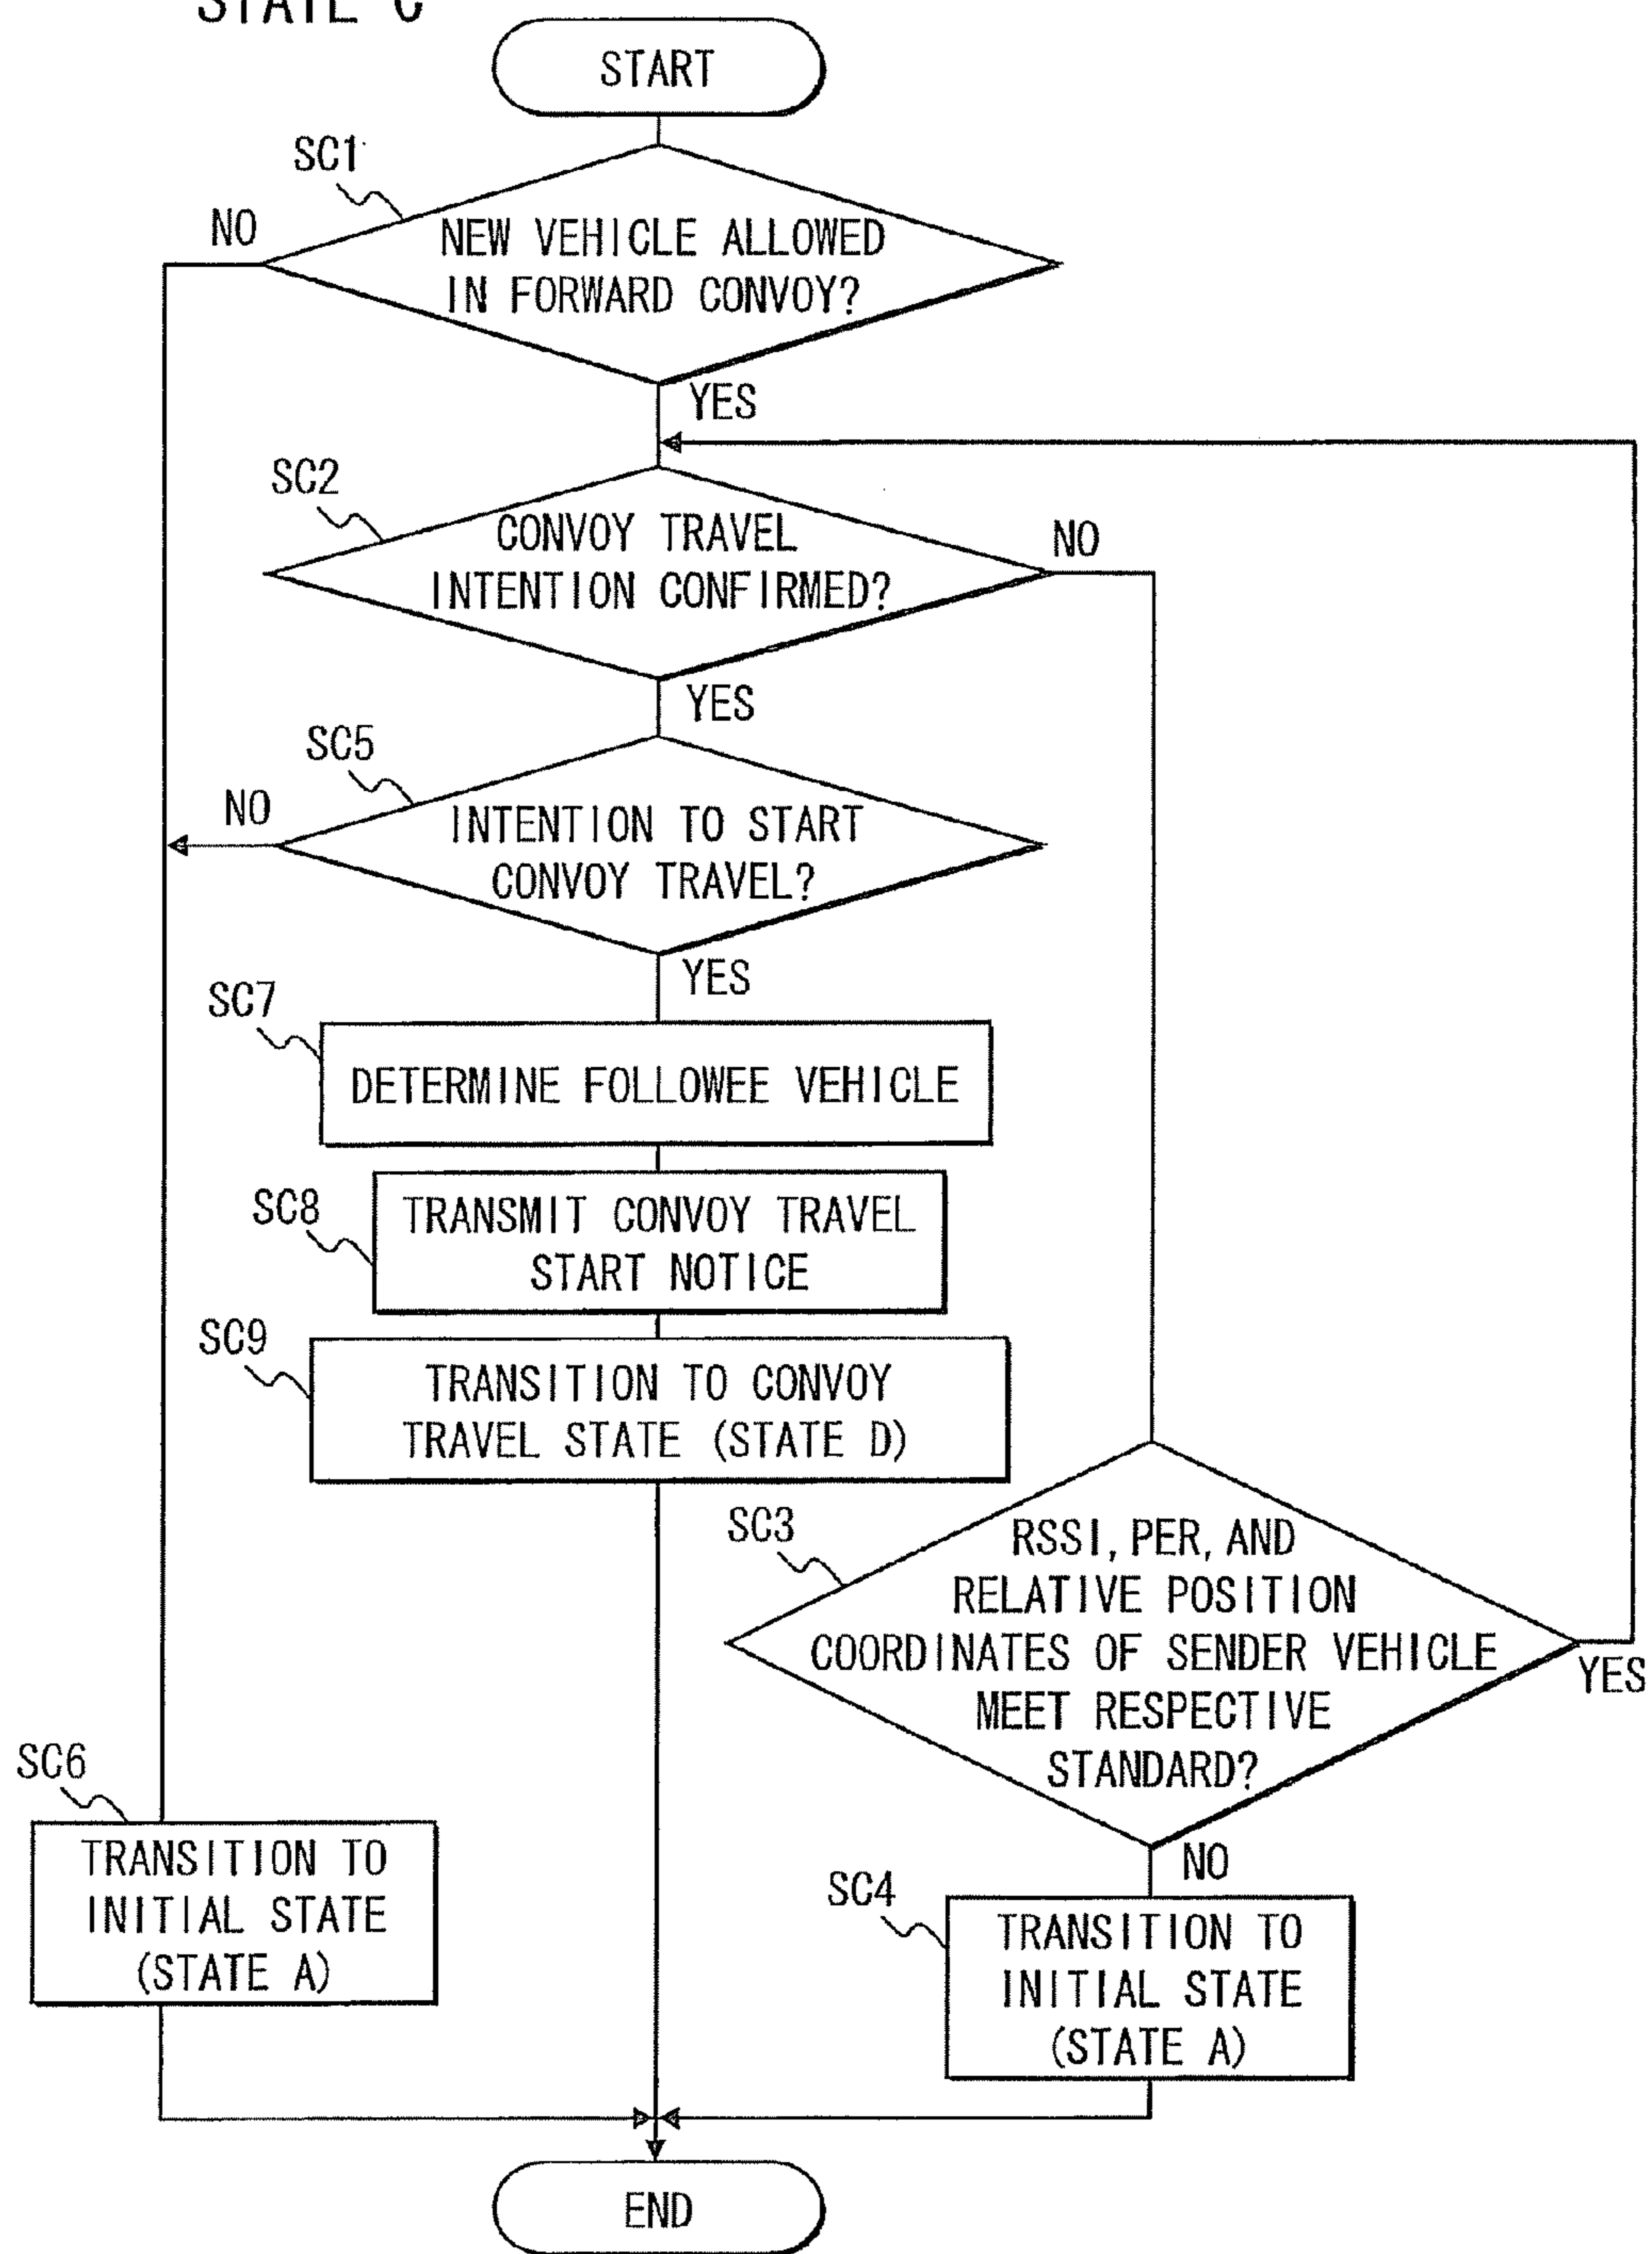 STATE C
START
SC1
NO
NEW VEHICLE ALLOWED
IN FORWARD CONVOY?
YES
SC2
CONVOY TRAVEL
INTENTION CONFIRMED?
NO
YES
SC5
NO
INTENTION TO START
CONVOY TRAVEL?
YES
SC7
DETERMINE FOLLOWEE VEHICLE
SC8
TRANSMIT CONVOY TRAVEL
START NOTICE
SC9
TRANSITION TO CONVOY
TRAVEL STATE (STATE D)
SC3
RSSI, PER, AND
RELATIVE POSITION
COORDINATES OF SENDER VEHICLE
MEET RESPECTIVE
STANDARD?
YES
NO
SC6
TRANSITION TO
INITIAL STATE
(STATE A)
SC4
TRANSITION TO
INITIAL STATE
(STATE A)
END